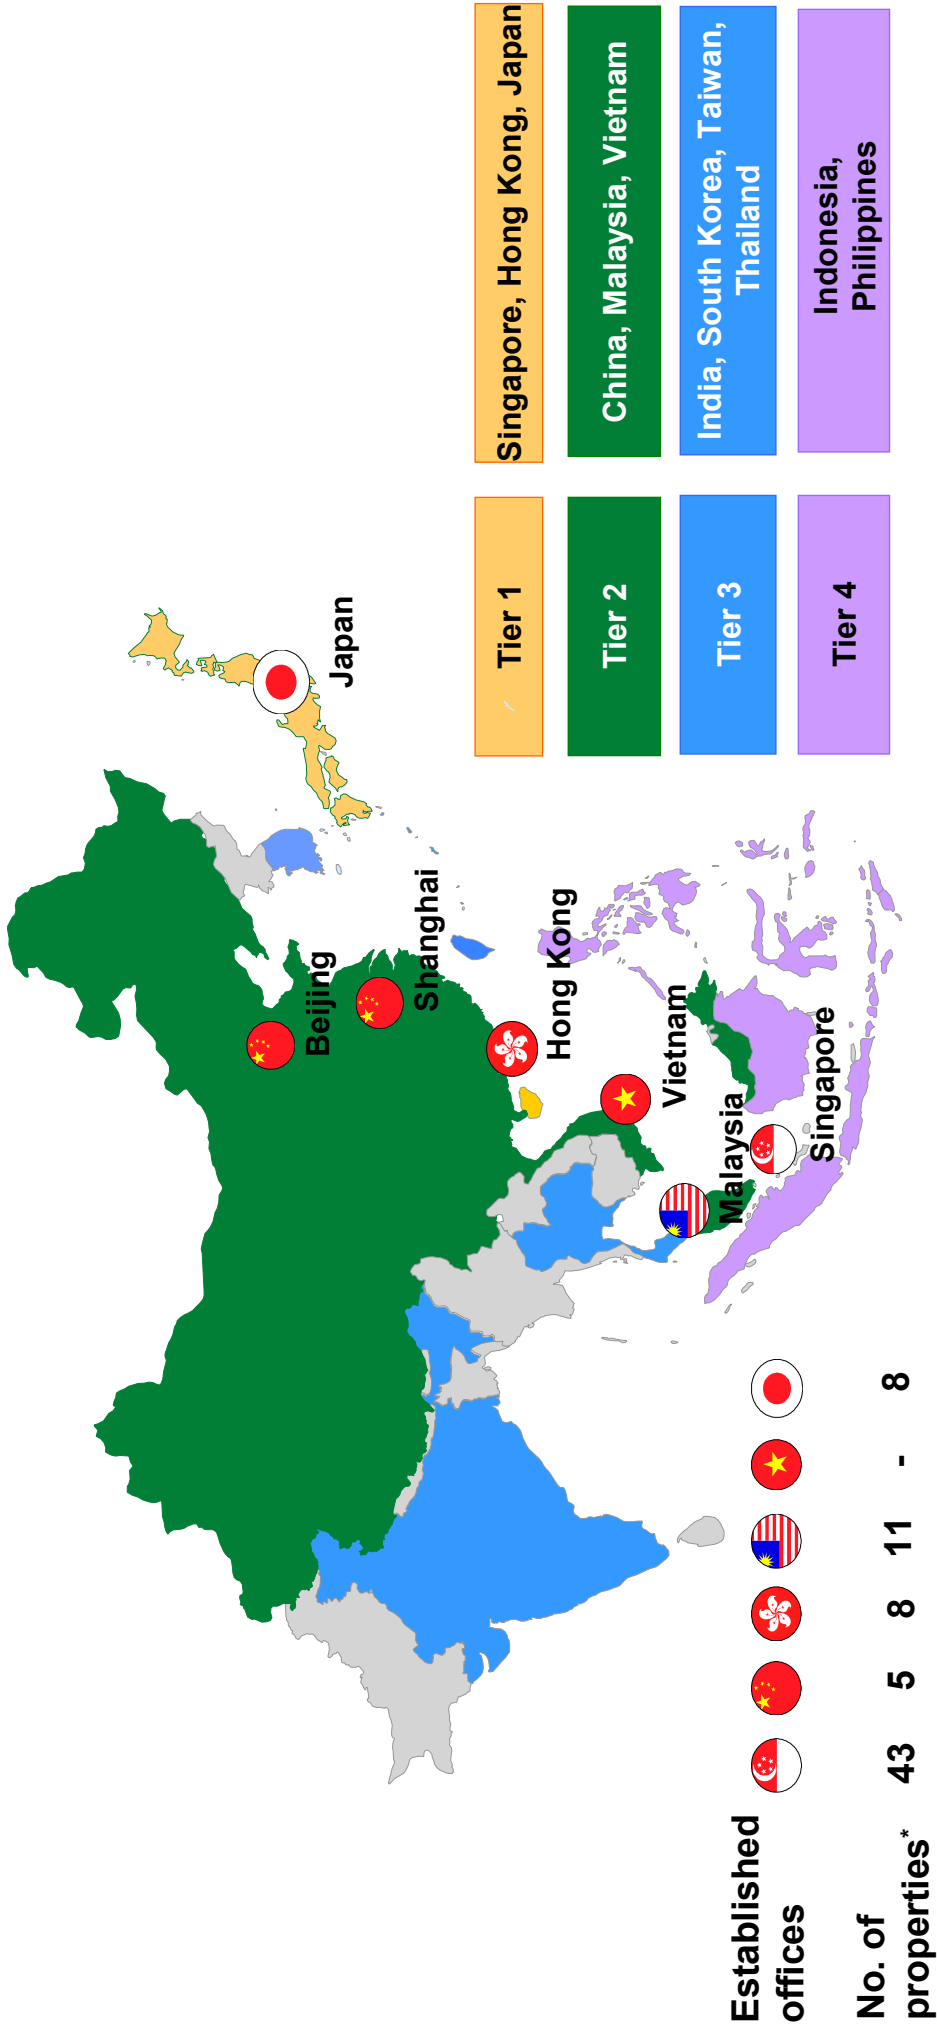 Beijing
Shanghai
Japan
Hong Kong
Vietnam
Malaysia
Singapore
Tier 1
Singapore, Hong Kong, Japan
Tier 2
China, Malaysia, Vietnam
Tier 3
India, South Korea, Taiwan,
Thailand
Tier 4
Indonesia,
Philippines
Established
offices
No. of
properties*
43 5 8 11 - 8